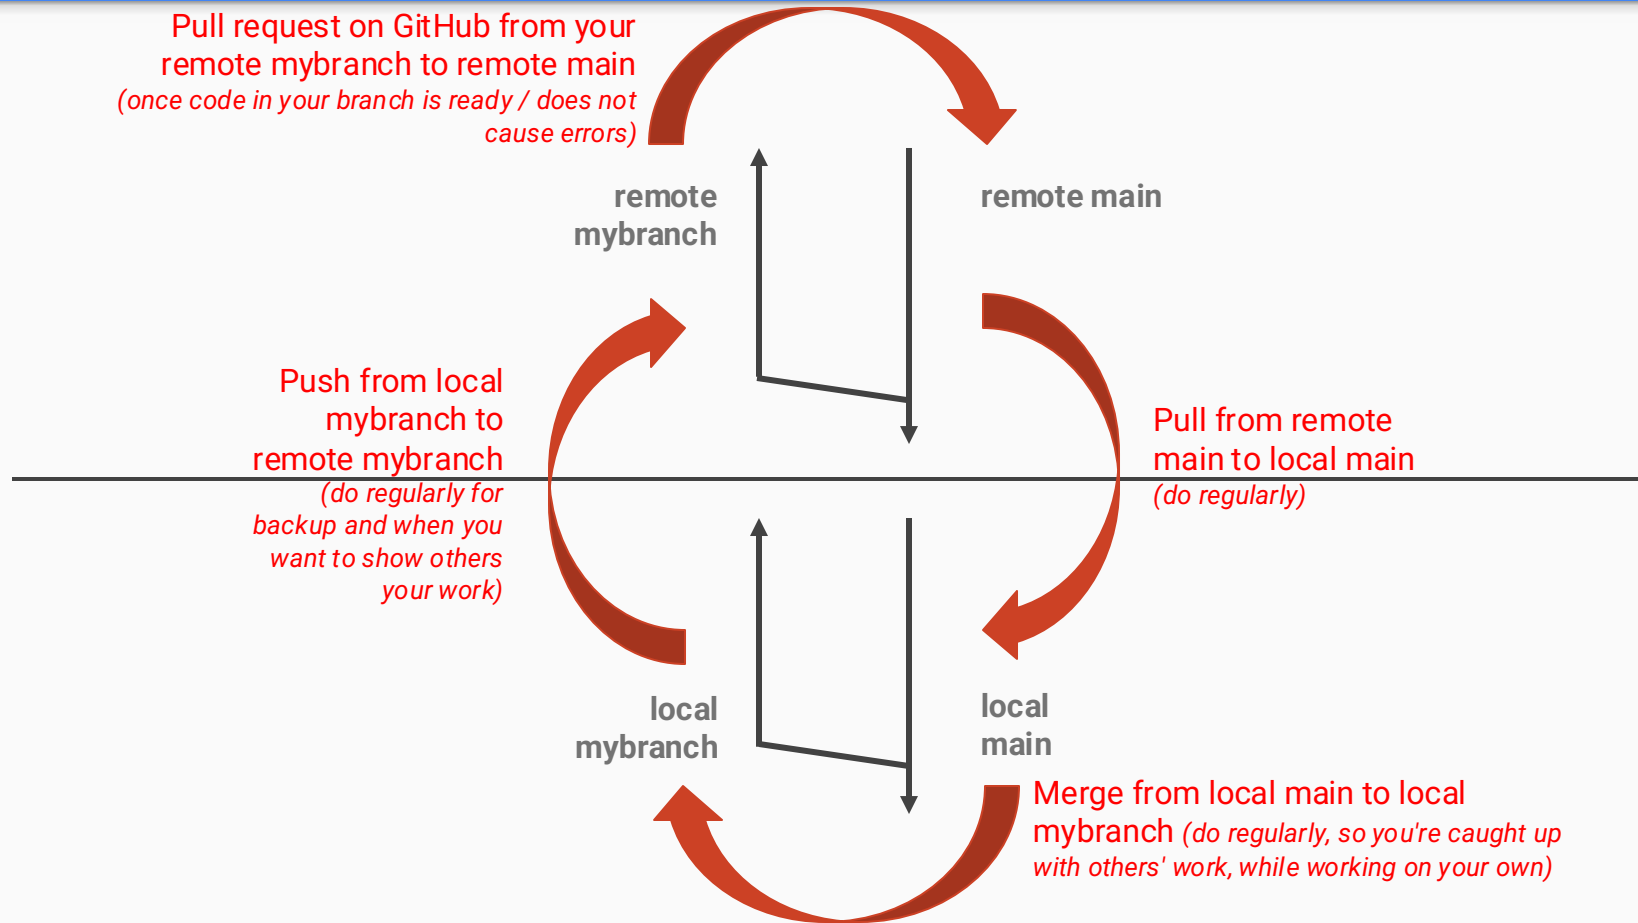 Pull request on GitHub from your
remote mybranch to remote main
(once code in your branch is ready / does not
cause errors)
remote
mybranch
remote main
Push from local
mybranch to
remote mybranch
(do regularly for
backup and when you
want to show others
your work)
Pull from remote
main to local main
(do regularly)
local
mybranch
local
main
Merge from local main to local
mybranch (do regularly, so you're caught up
with others' work, while working on your own)